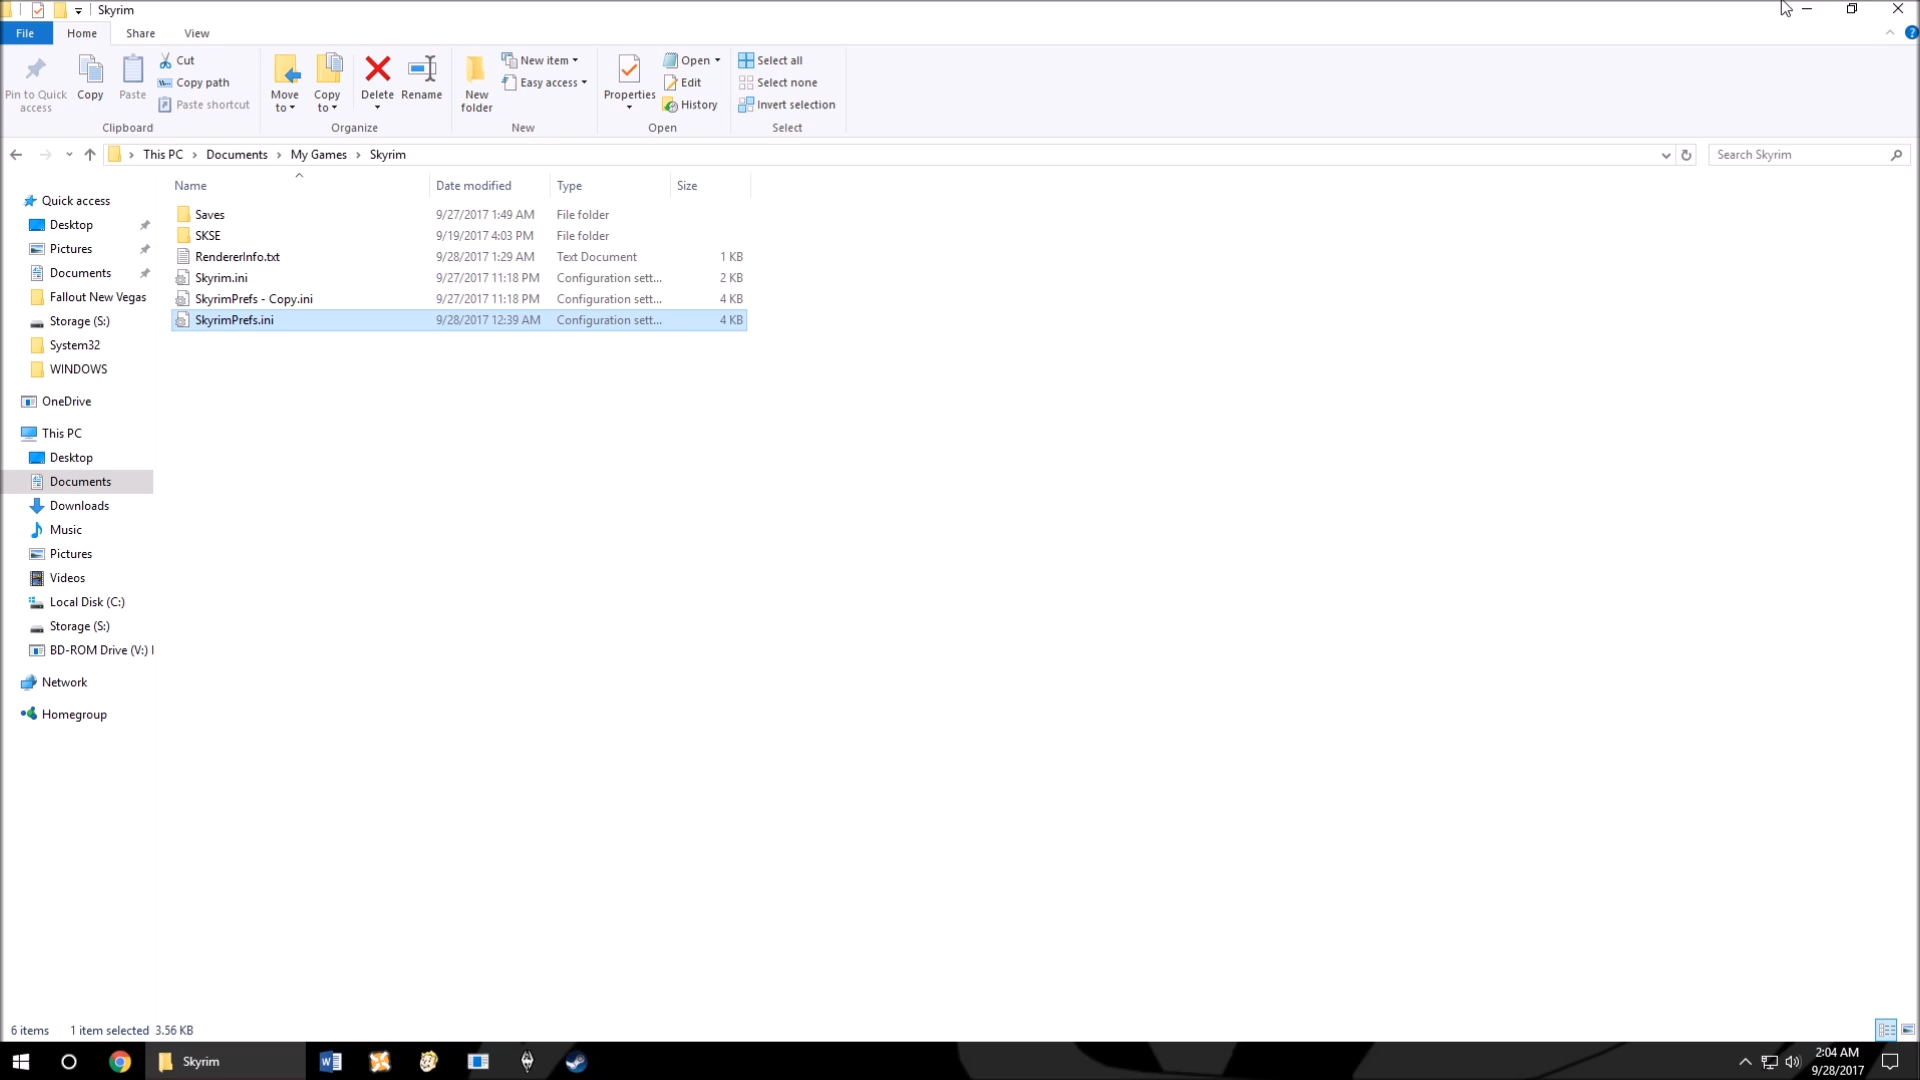 Skyrim
File Home Share View
Pin to Quick access
Copy
Paste
Cut
Copy path
Paste shortcut
Clipboard
Move to
Copy to
Delete
Rename
Organize
New folder
New item
Easy access
New
Properties
Open
Edit
History
Open
Select all
Select none
Invert selection
Select
This PC > Documents > My Games > Skyrim
Search Skyrim
Name Date modified Type Size
Saves 9/27/2017 1:49 AM File folder
SKSE 9/19/2017 4:03 PM File folder
RendererInfo.txt 9/28/2017 1:29 AM Text Document 1 KB
Skyrim.ini 9/27/2017 11:18 PM Configuration sett... 2 KB
SkyrimPrefs - Copy.ini 9/27/2017 11:18 PM Configuration sett... 4 KB
SkyrimPrefs.ini 9/28/2017 12:39 AM Configuration sett... 4 KB
Quick access
Desktop
Pictures
Documents
Fallout New Vegas
Storage (S:)
System32
WINDOWS
OneDrive
This PC
Desktop
Documents
Downloads
Music
Pictures
Videos
Local Disk (C:)
Storage (S:)
BD-ROM Drive (V:)
Network
Homegroup
6 items 1 item selected 3.56 KB
Skyrim
2:04 AM
9/28/2017